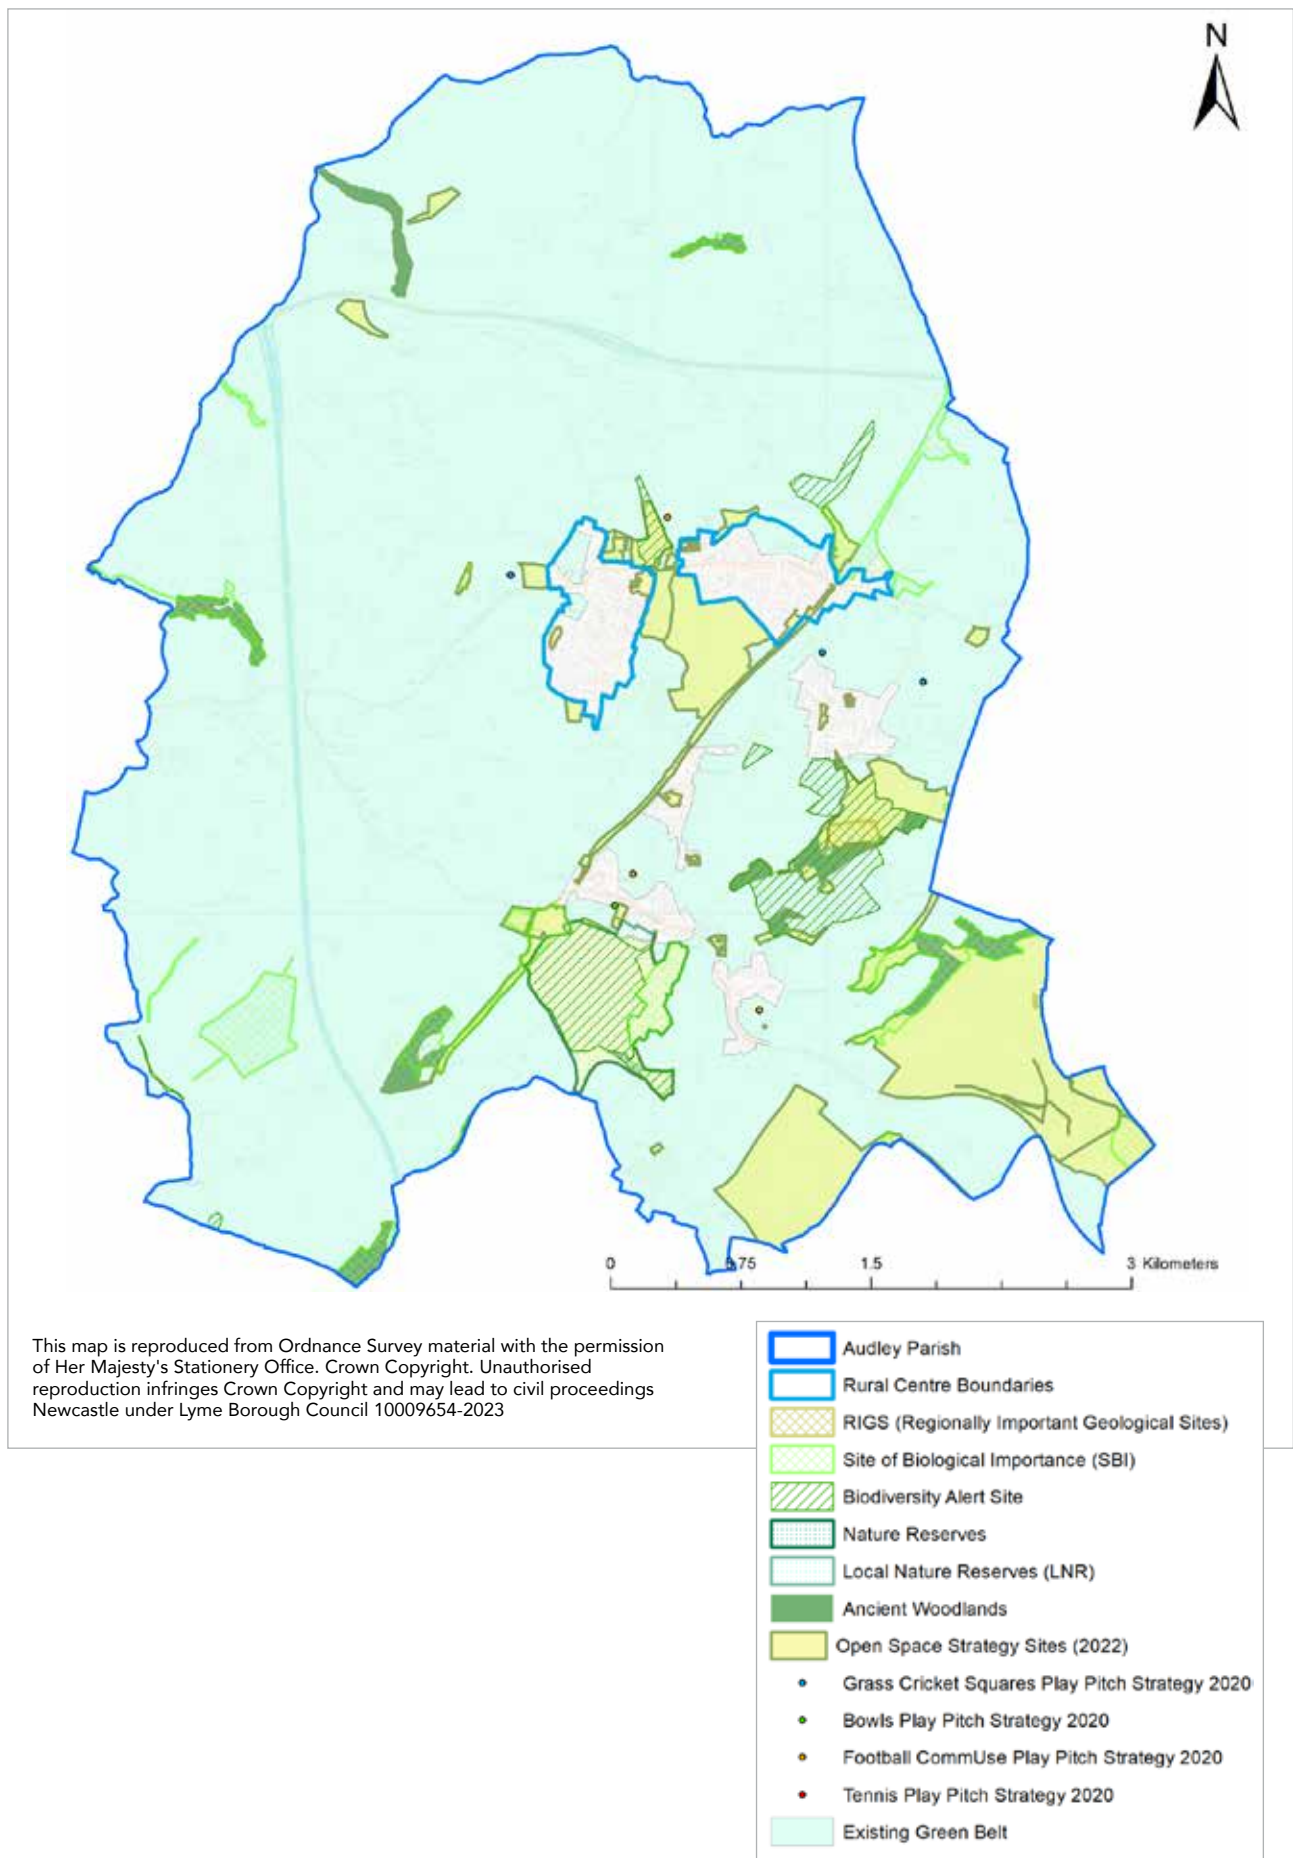 N
0
0.75
1.5
3 Kilometers
This map is reproduced from Ordnance Survey material with the permission
of Her Majesty's Stationery Office. Crown Copyright. Unauthorised
reproduction infringes Crown Copyright and may lead to civil proceedings
Newcastle under Lyme Borough Council 10009654-2023
Audley Parish
Rural Centre Boundaries
RIGS (Regionally Important Geological Sites)
Site of Biological Importance (SBI)
Biodiversity Alert Site
Nature Reserves
Local Nature Reserves (LNR)
Ancient Woodlands
Open Space Strategy Sites (2022)
Grass Cricket Squares Play Pitch Strategy 2020
Bowls Play Pitch Strategy 2020
Football CommUse Play Pitch Strategy 2020
Tennis Play Pitch Strategy 2020
Existing Green Belt